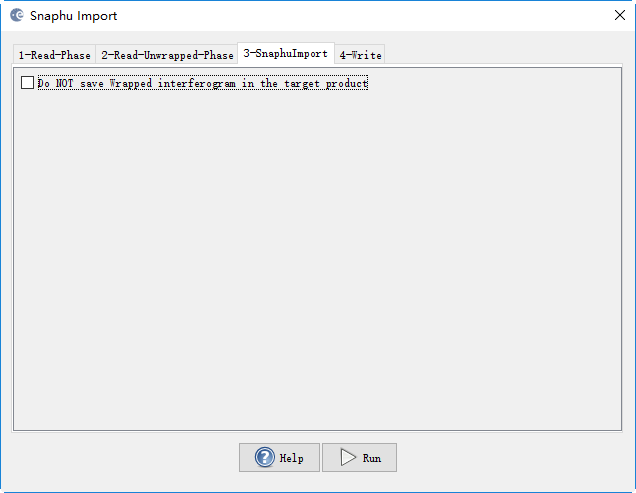 Snaphu Import
1-Read-Phase 2-Read-Unwrapped-Phase 3-SnaphuImport 4-Write
Do NOT save Wrapped interferogram in the target product
Help Run